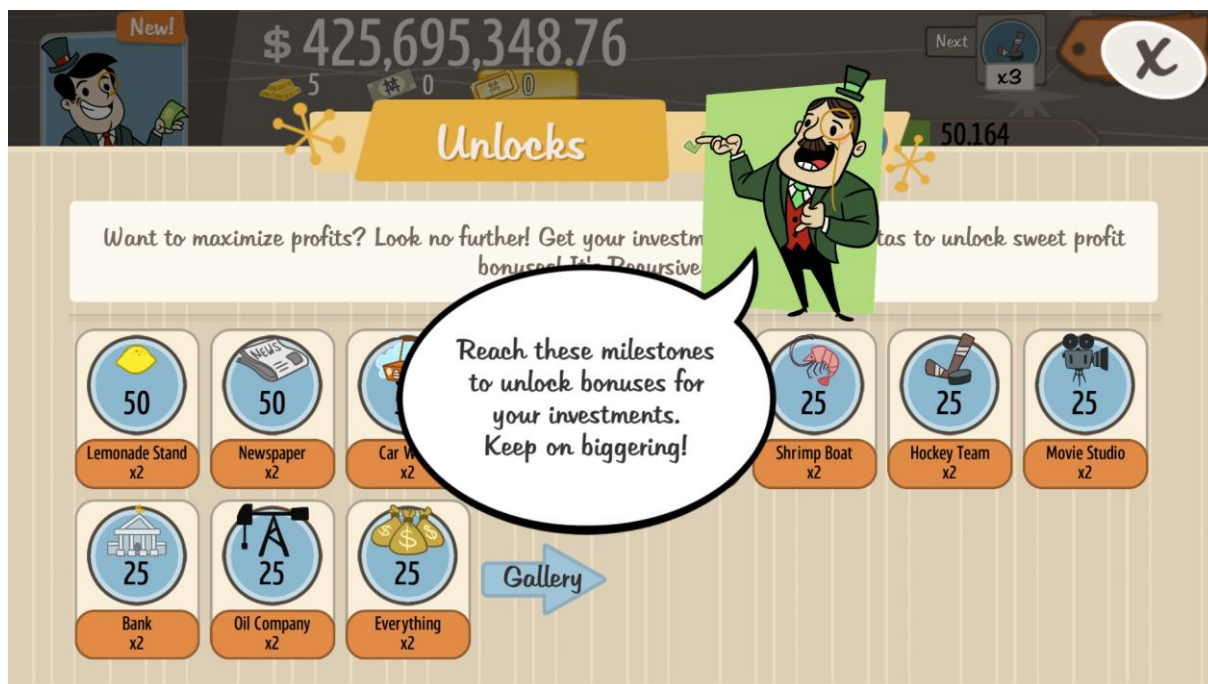 New!
$ 425,695,348.76
5
0
0
Next
x3
X
50.164
Unlocks
Want to maximize profits? Look no further! Get your investm tas to unlock sweet profit
bonuses! It's Recursive
Reach these milestones
to unlock bonuses for
your investments.
Keep on biggering!
50
50
25
25
25
Lemonade Stand
x2
Newspaper
x2
Car W
x2
Shrimp Boat
x2
Hockey Team
x2
Movie Studio
x2
NEWS
25
25
25
Bank
x2
Oil Company
x2
Everything
x2
Gallery